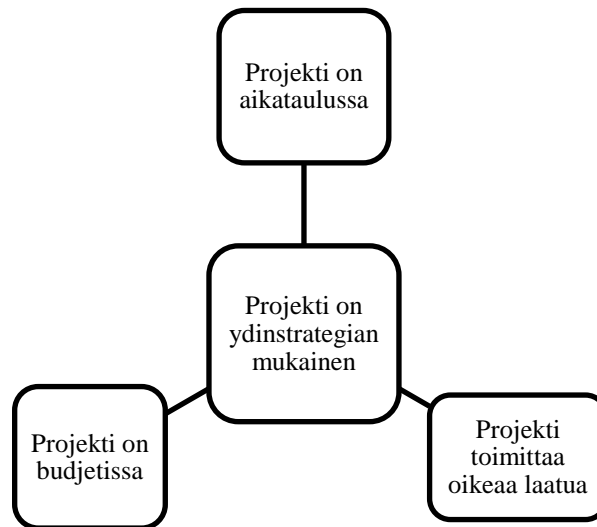 Projekti on
aikataulussa
Projekti on
ydinstrategian
mukainen
Projekti on
budjetissa
Projekti
toimittaa
oikeaa laatua